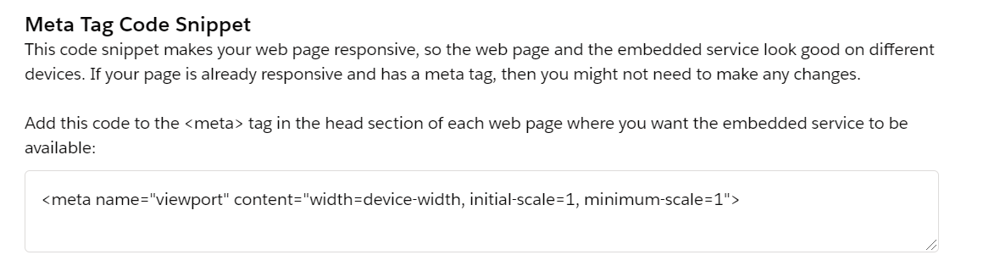 Meta Tag Code Snippet
This code snippet makes your web page responsive, so the web page and the embedded service look good on different
devices. If your page is already responsive and has a meta tag, then you might not need to make any changes.
Add this code to the <meta> tag in the head section of each web page where you want the embedded service to be
available:
<meta name="viewport" content="width=device-width, initial-scale=1, minimum-scale=1">